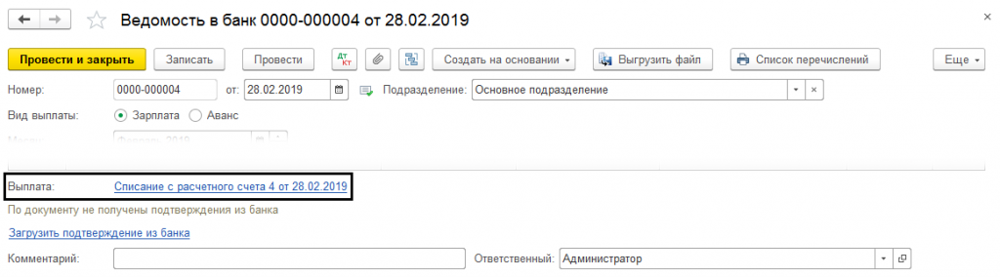 Ведомость в банк 0000-000004 от 28.02.2019
Провести и закрыть Записать Провести Дт Кт Создать на основании Выгрузить файл Список перечислений Еще
Номер: 0000-000004 от: 28.02.2019 Подразделение: Основное подразделение
Вид выплаты: Зарплата Аванс
Выплата: Списание с расчетного счета 4 от 28.02.2019
По документу не получены подтверждения из банка
Загрузить подтверждение из банка
Комментарий: Ответственный: Администратор